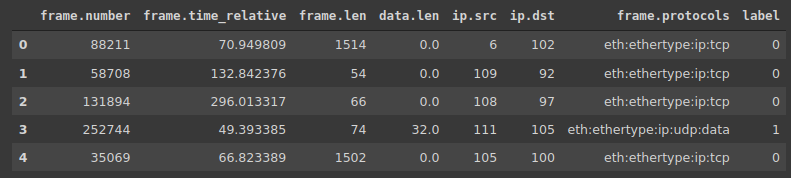 frame.number frame.time_relative frame.len data.len ip.src ip.dst frame.protocols label
0 88211 70.949809 1514 0.0 6 102 eth:ethertype:ip:tcp 0
1 58708 132.842376 54 0.0 109 92 eth:ethertype:ip:tcp 0
2 131894 296.013317 66 0.0 108 97 eth:ethertype:ip:tcp 0
3 252744 49.393385 74 32.0 111 105 eth:ethertype:ip:udp:data 1
4 35069 66.823389 1502 0.0 105 100 eth:ethertype:ip:tcp 0